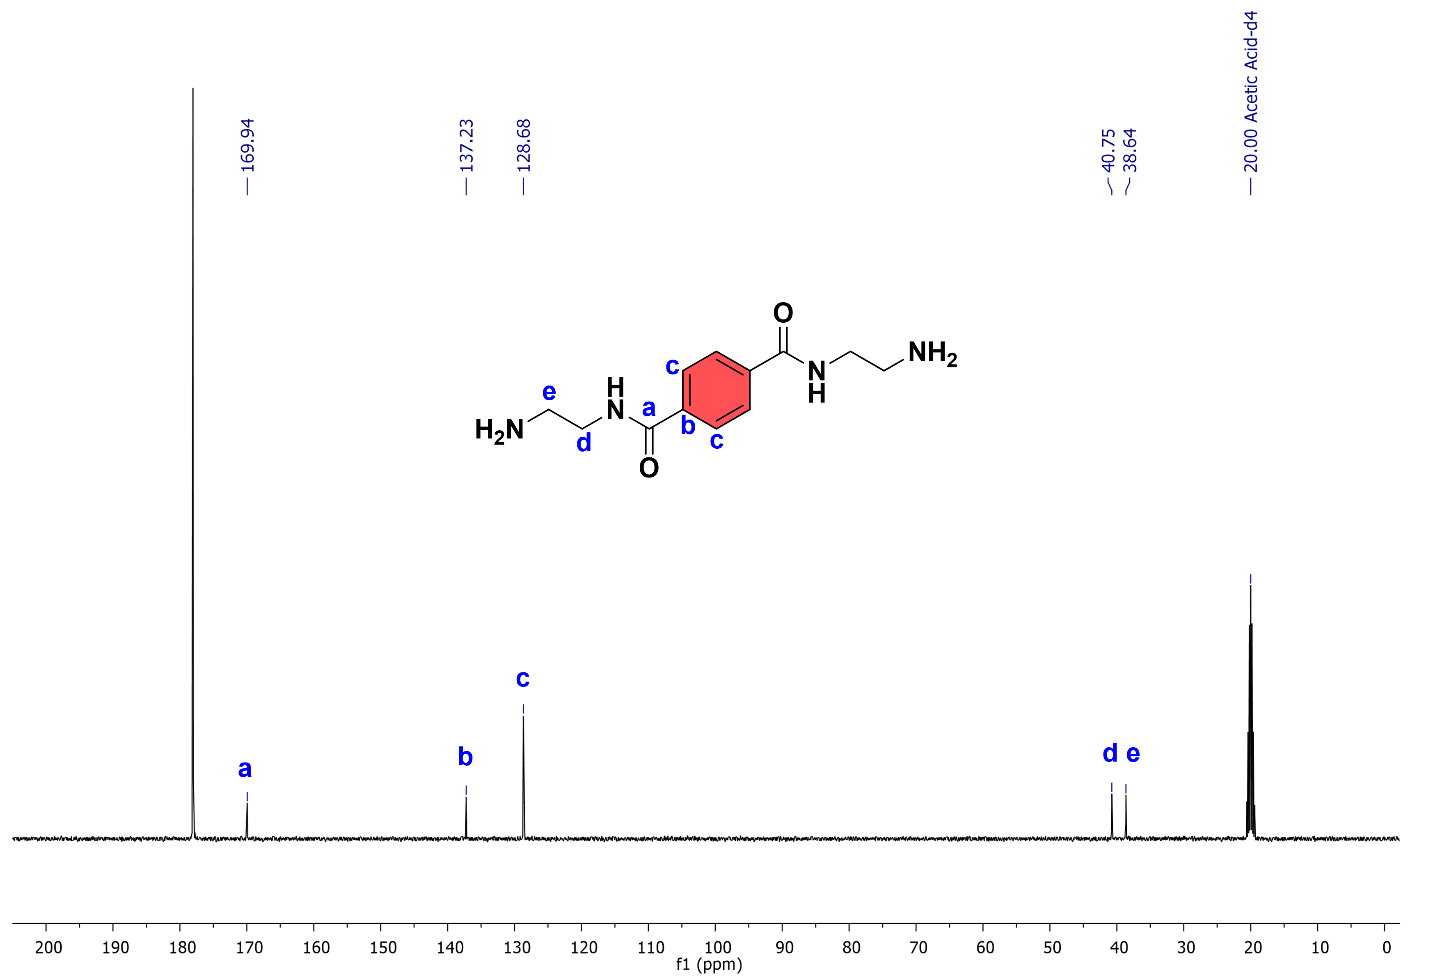 169.94
137.23
128.68
40.75
38.64
20.00 Acetic Acid-d4
O
NH2
N
H
c
e
H
N
a
b
c
H2N
d
O
c
a
b
d
e
200 190 180 170 160 150 140 130 120 110 100 90 80 70 60 50 40 30 20 10 0
f1 (ppm)